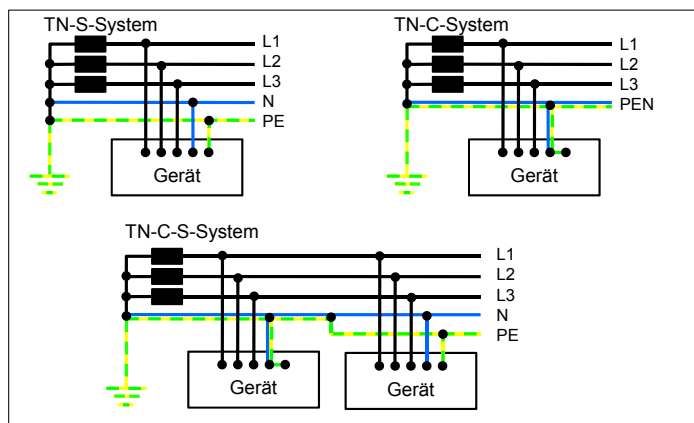 TN-S-System
L1
L2
L3
N
PE
Gerät
TN-C-System
L1
L2
L3
PEN
Gerät
TN-C-S-System
L1
L2
L3
N
PE
Gerät
Gerät